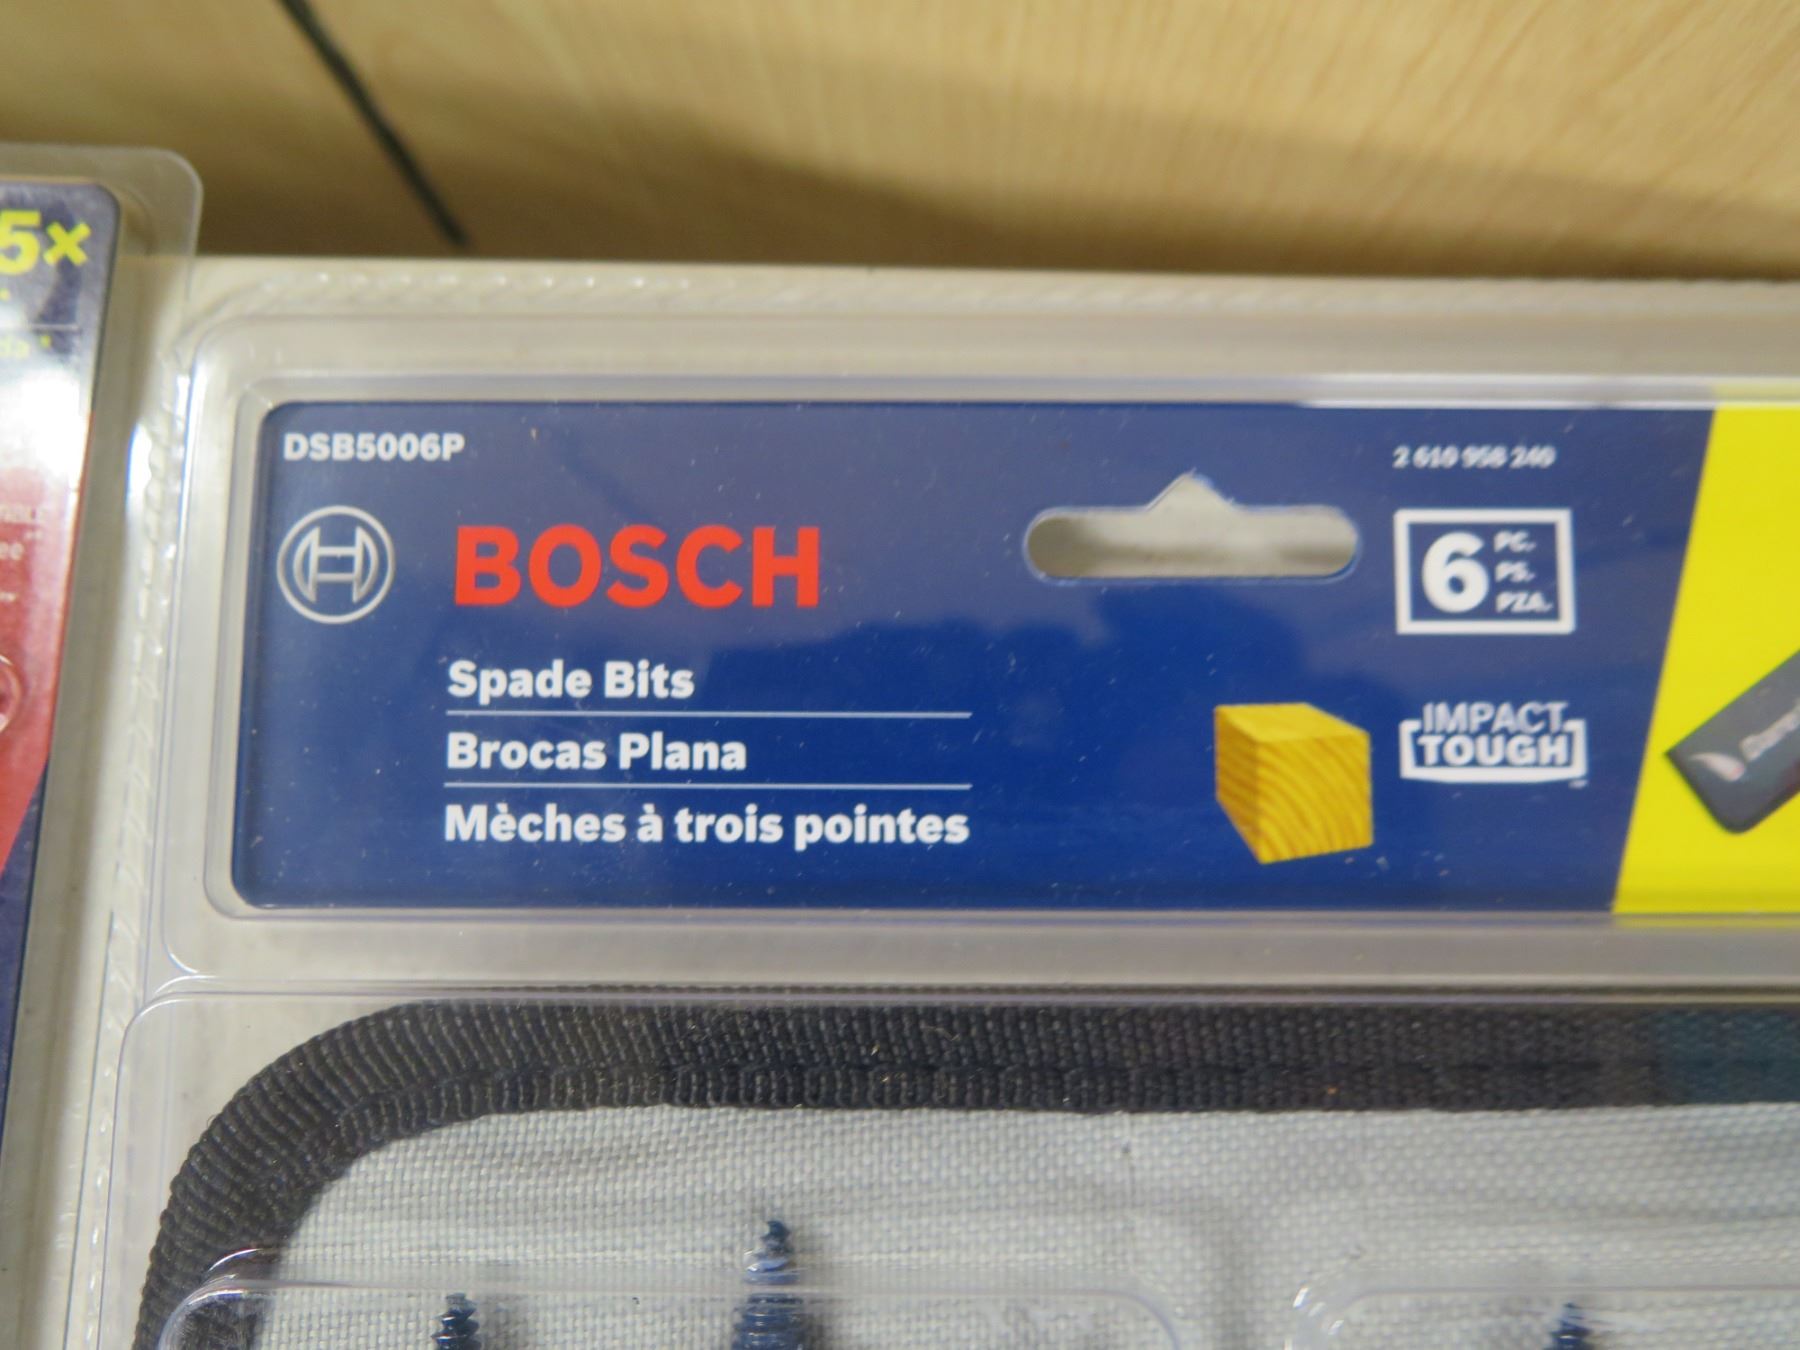 5×
DSB5006P
2 610 958 240
BOSCH
6 PC.
PS.
PZA.
Spade Bits
Brocas Plana
Mèches à trois pointes
IMPACT
TOUGH